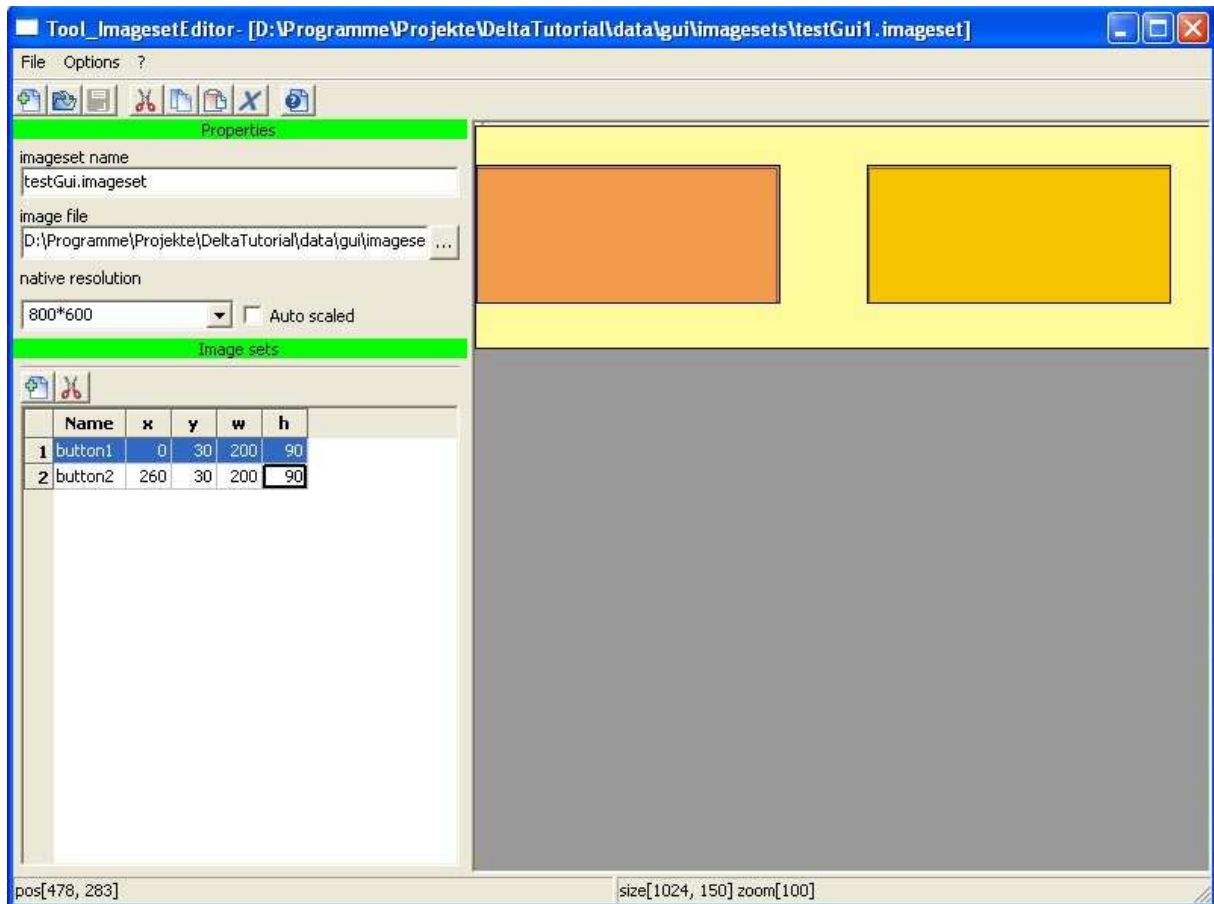 Tool_ImagesetEditor- [D:\Programme\Projekte\DeltaTutorial\data\gui\imagesets\testGui1.imageset]
File Options ?
Properties
imageset name
testGui.imageset
image file
D:\Programme\Projekte\DeltaTutorial\data\gui\imagese ...
native resolution
800*600 Auto scaled
Image sets
Name x y w h
1 button1 0 30 200 90
2 button2 260 30 200 90
pos[478, 283] size[1024, 150] zoom[100]